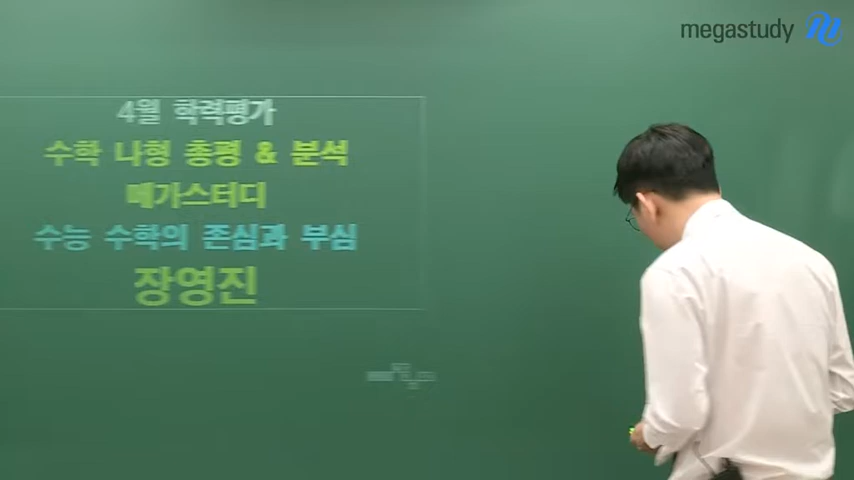 megastudy
4월 학력평가
수학 나형 총평 & 분석
메가스터디
수능 수학의 존심과 부심
장영진